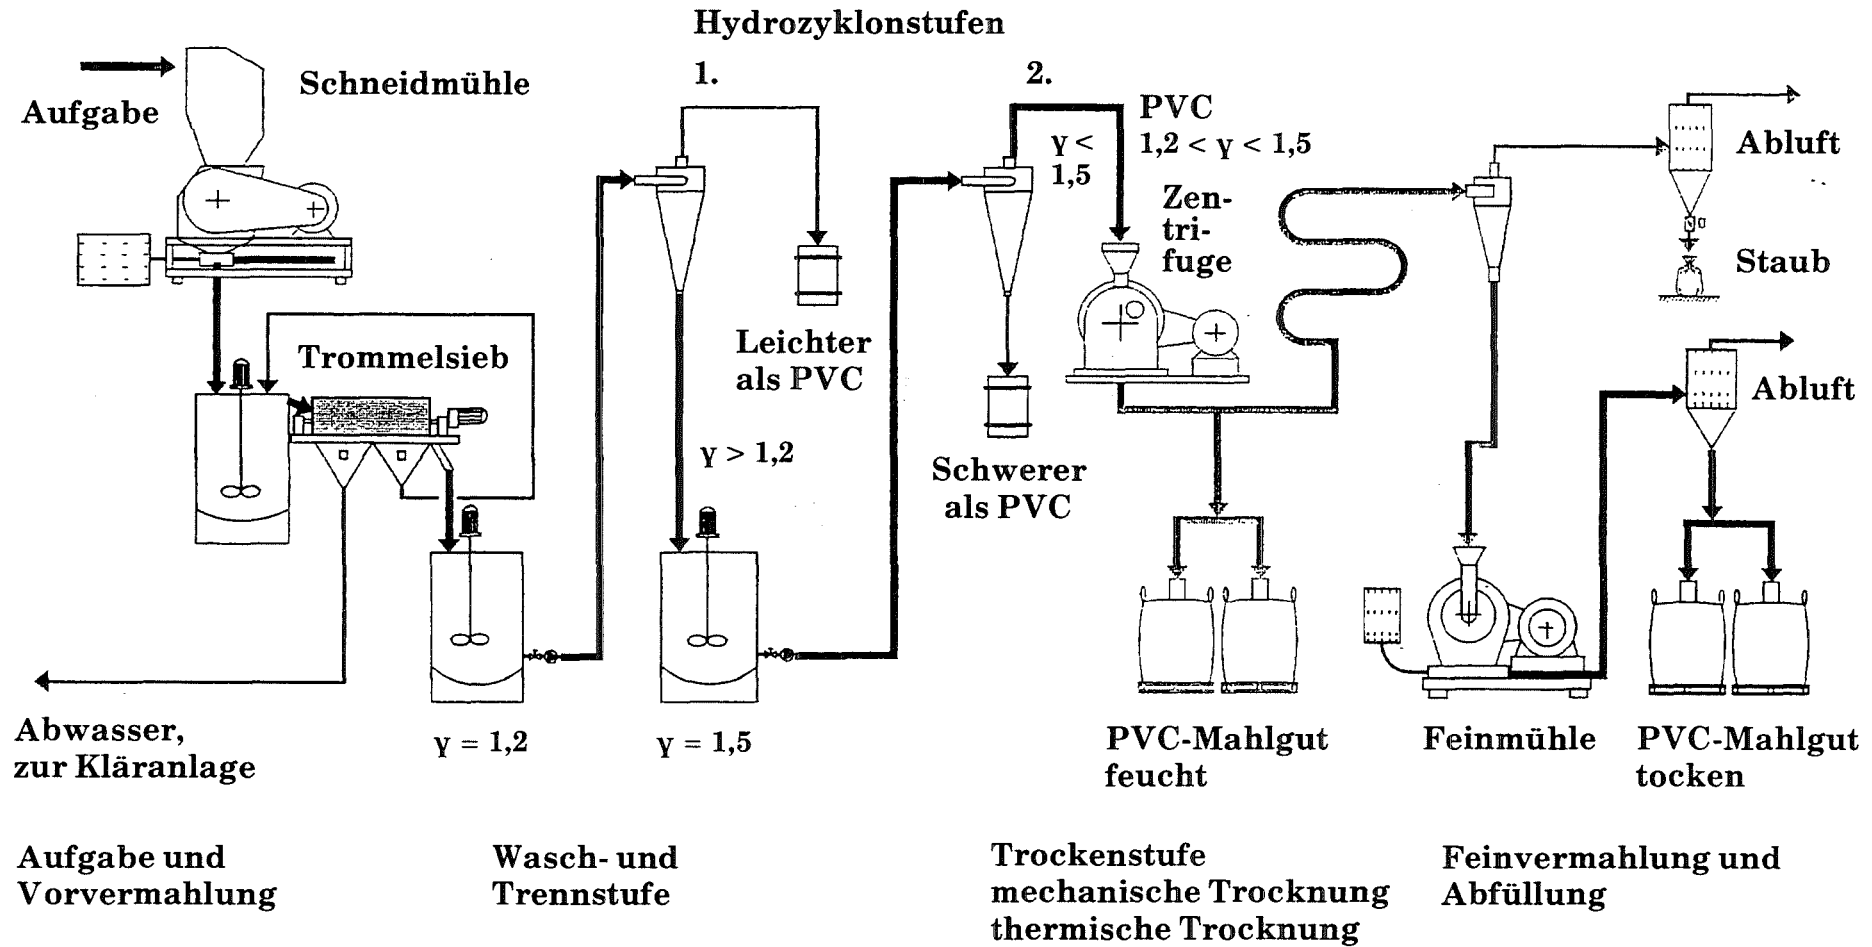 Hydrozyklonstufen
1.
2.
Schneidmühle
Aufgabe
PVC
1,2 < γ < 1,5
γ <
1,5
Abluft
Zen-
tri-
fuge
Staub
Trommelsieb
Leichter
als PVC
Abluft
γ > 1,2
Schwerer
als PVC
Abwasser,
zur Kläranlage
γ = 1,2
γ = 1,5
PVC-Mahlgut
feucht
Feinmühle
PVC-Mahlgut
tocken
Aufgabe und
Vorvermahlung
Wasch- und
Trennstufe
Trockenstufe
mechanische Trocknung
thermische Trocknung
Feinvermahlung und
Abfüllung